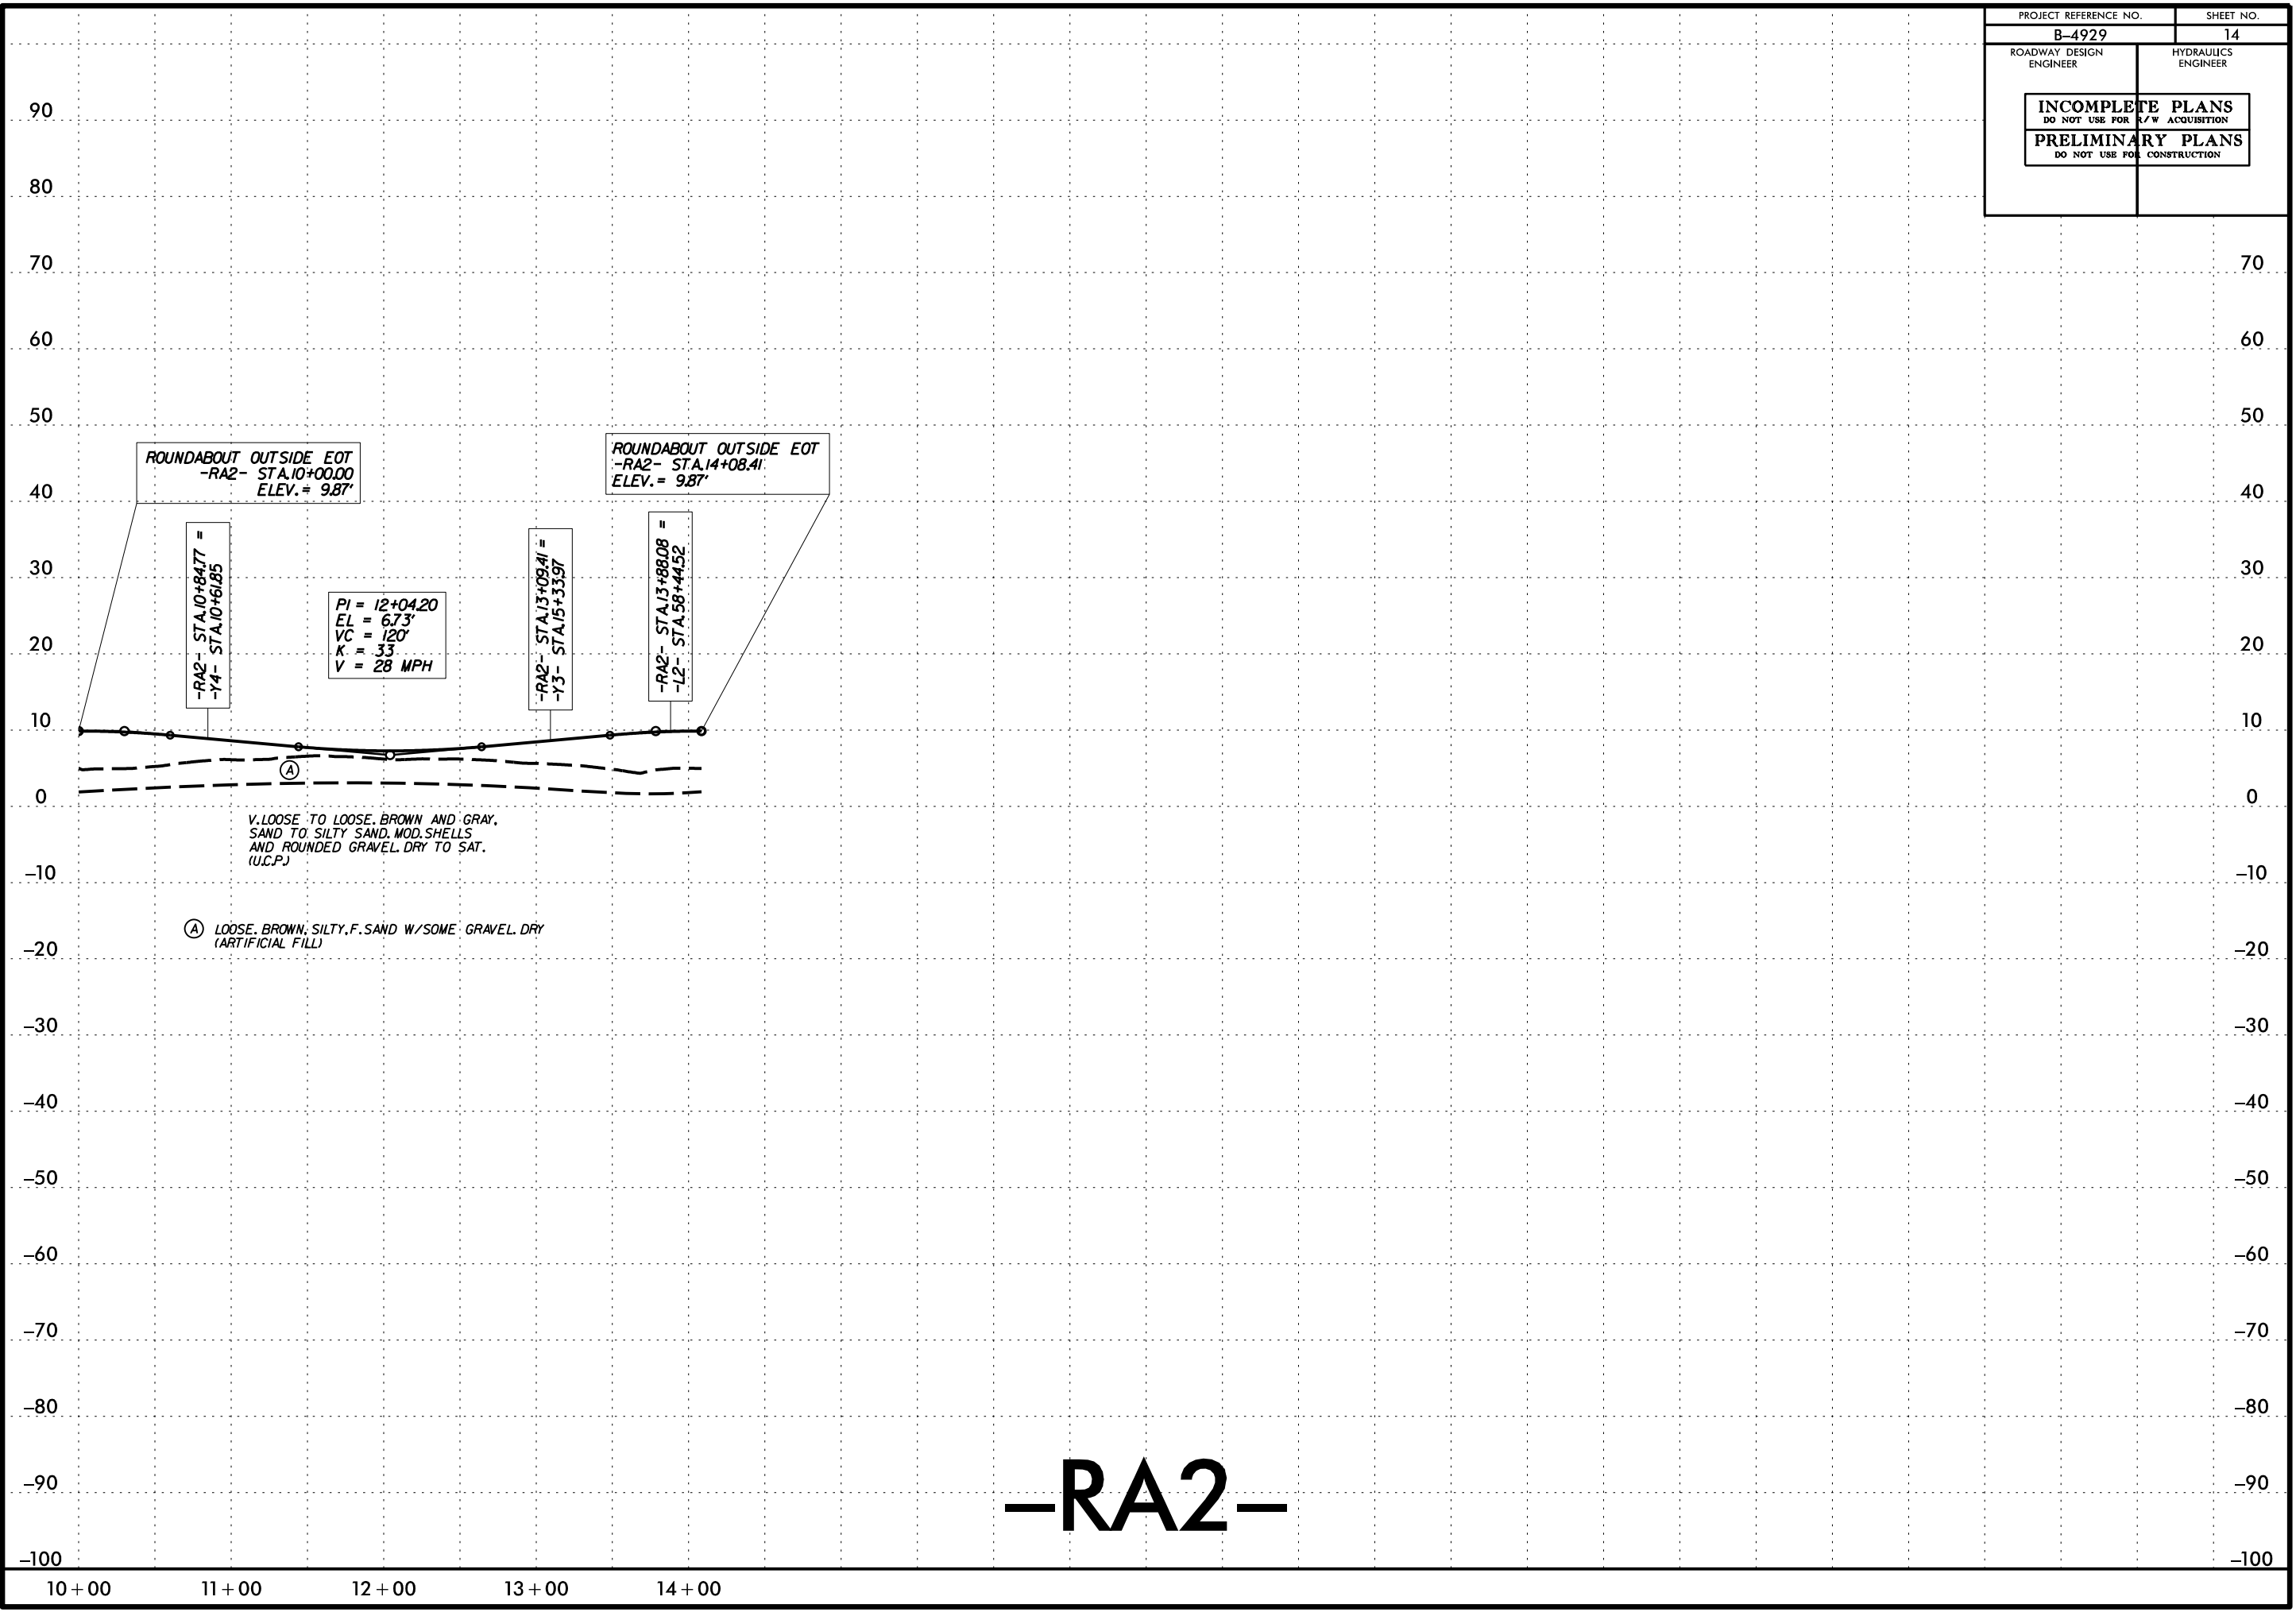 PROJECT REFERENCE NO.
SHEET NO.
B–4929
14
ROADWAY DESIGN
ENGINEER
HYDRAULICS
ENGINEER
INCOMPLETE PLANS
DO NOT USE FOR R/W ACQUISITION
PRELIMINARY PLANS
DO NOT USE FOR CONSTRUCTION
90
80
70
70
60
60
50
50
ROUNDABOUT OUTSIDE EOT
-RA2- STA.10+00.00
ELEV. = 9.87'
ROUNDABOUT OUTSIDE EOT
-RA2- STA.14+08.41
ELEV. = 9.87'
40
40
-RA2- STA.10+84.77 =
-Y4- STA.10+61.85
-RA2- STA.13+09.41 =
-Y3- STA.15+33.97
-RA2- STA.13+88.08 =
-L2- STA.58+44.52
30
30
PI = 12+04.20
EL = 6.73'
VC = 120'
K = 33
V = 28 MPH
20
20
10
10
A
0
0
V. LOOSE TO LOOSE. BROWN AND GRAY,
SAND TO SILTY SAND. MOD. SHELLS
AND ROUNDED GRAVEL. DRY TO SAT.
(U.C.P.)
–10
–10
A LOOSE. BROWN, SILTY, F. SAND W/SOME GRAVEL. DRY
(ARTIFICIAL FILL)
–20
–20
–30
–30
–40
–40
–50
–50
–60
–60
–70
–70
–80
–80
–90
–90
–RA2–
–100
–100
10+00
11+00
12+00
13+00
14+00